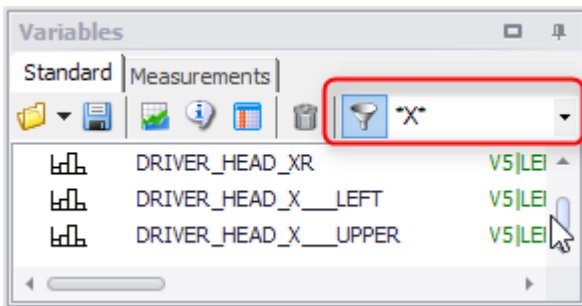 Variables
Standard Measurements
*X*
DRIVER_HEAD_XR V5|LEI
DRIVER_HEAD_X___LEFT V5|LEI
DRIVER_HEAD_X___UPPER V5|LEI